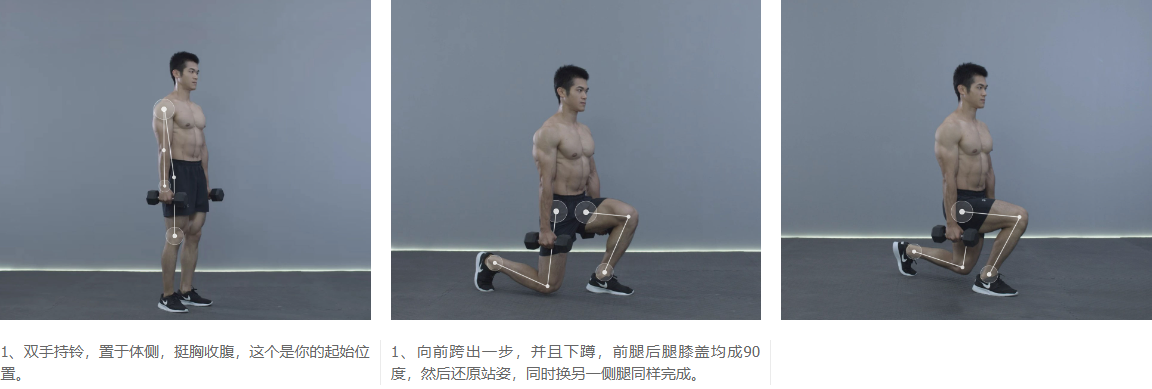 1、双手持铃，置于体侧，挺胸收腹，这个是你的起始位
置。
1、向前跨出一步，并且下蹲，前腿后腿膝盖均成90
度，然后还原站姿，同时换另一侧腿同样完成。